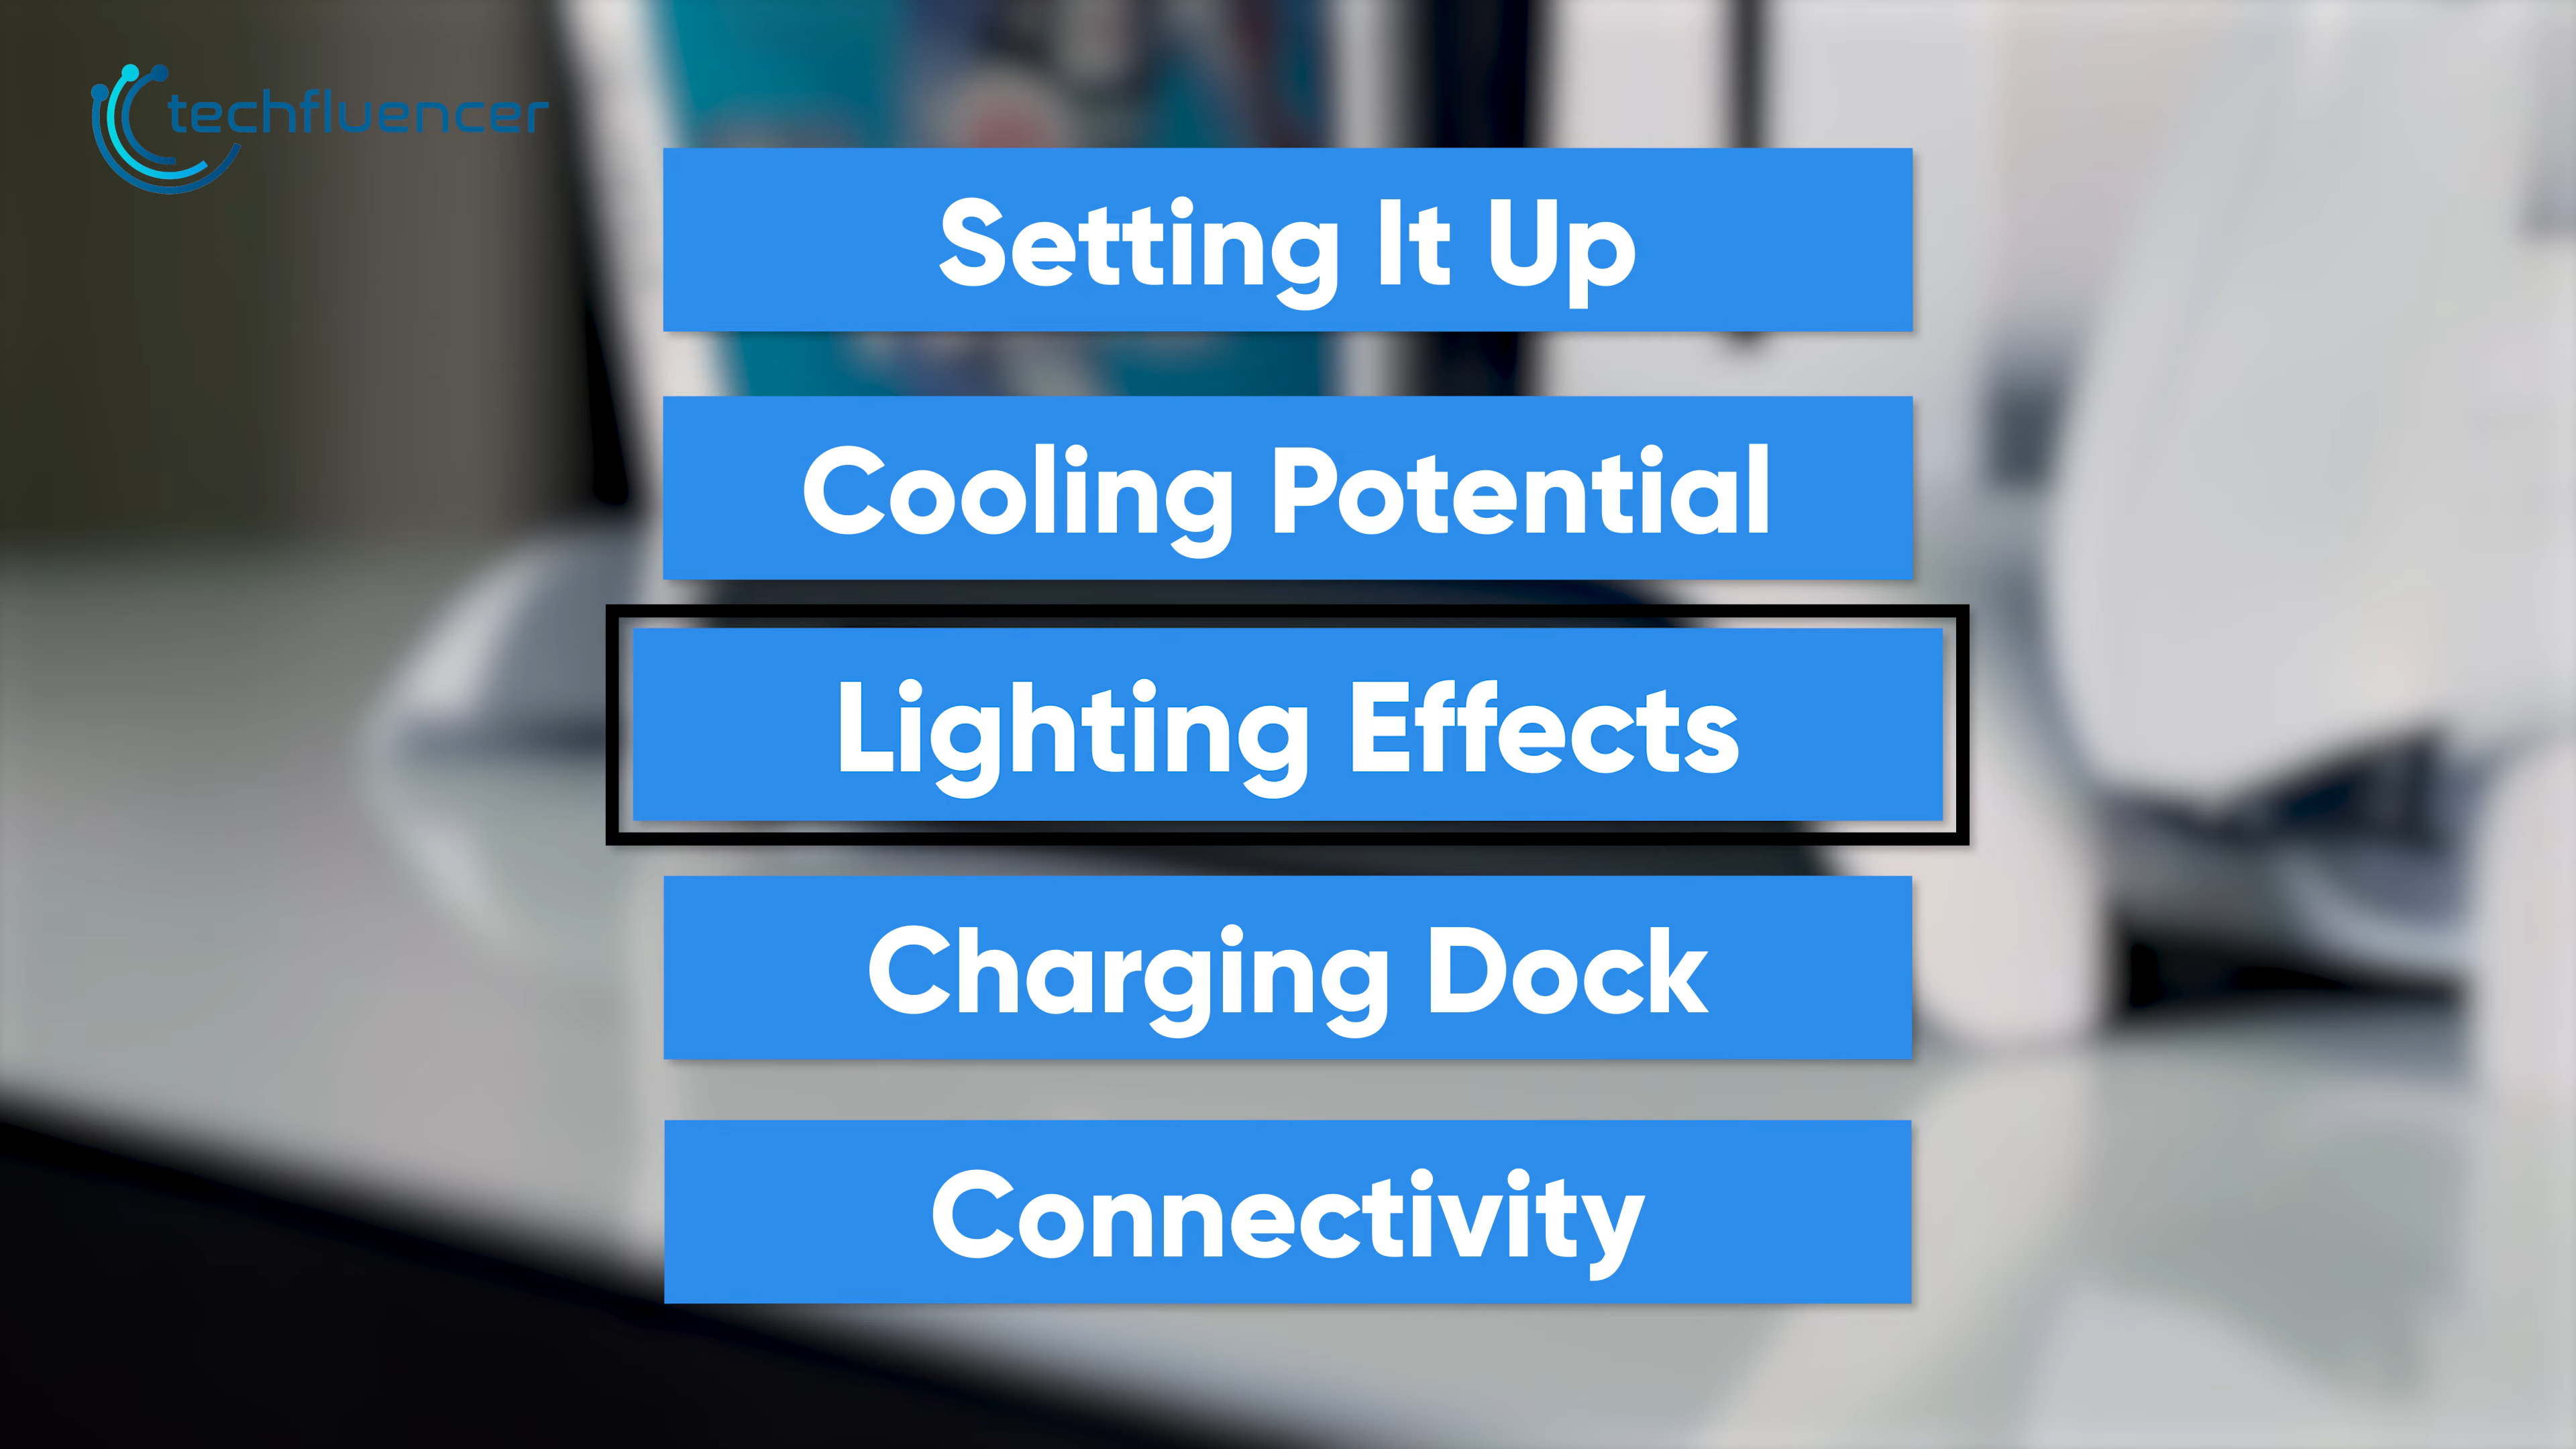 techfluencer
Setting It Up
Cooling Potential
Lighting Effects
Charging Dock
Connectivity